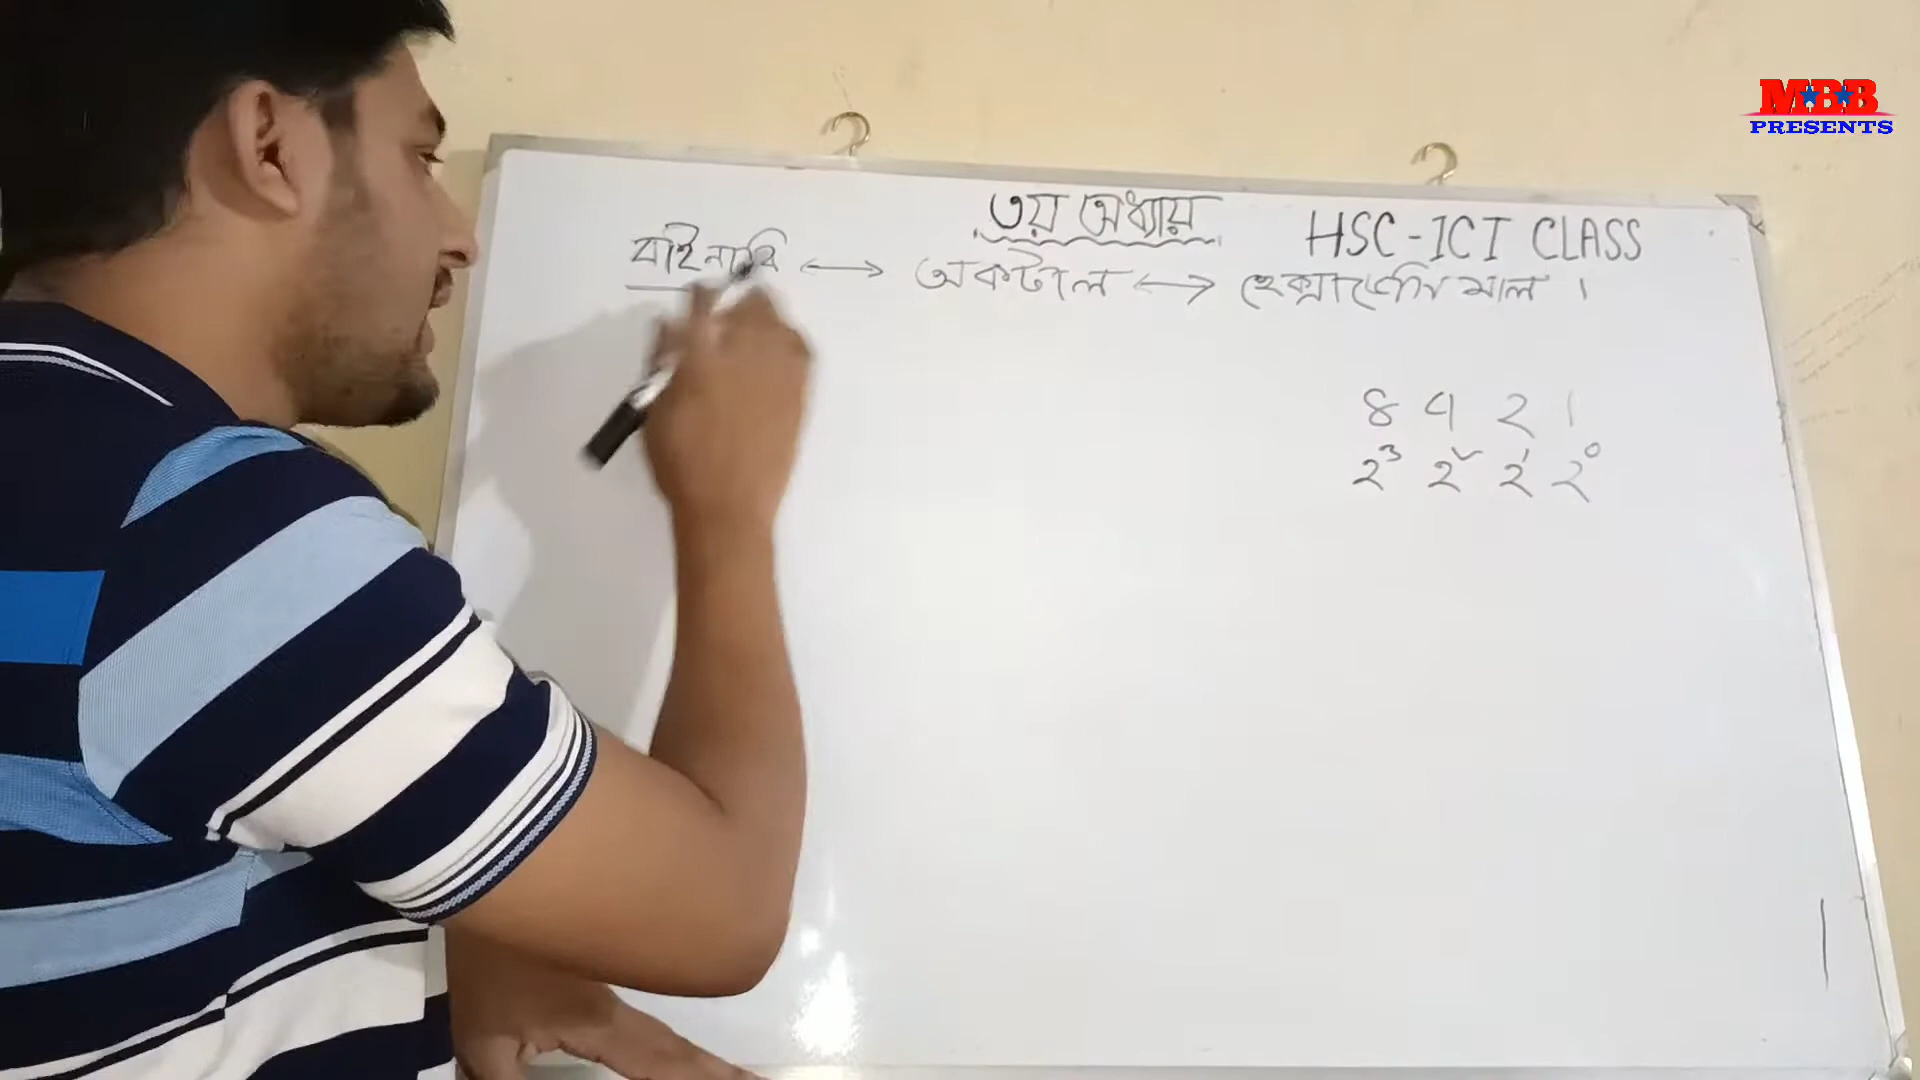 MBB
PRESENTS
৩য় অধ্যায়
HSC-ICT CLASS
বাইনারি ↔ অকটাল ↔ হেক্সাডেসিমাল ।
8 4 2 1
2³ 2² 2¹ 2⁰